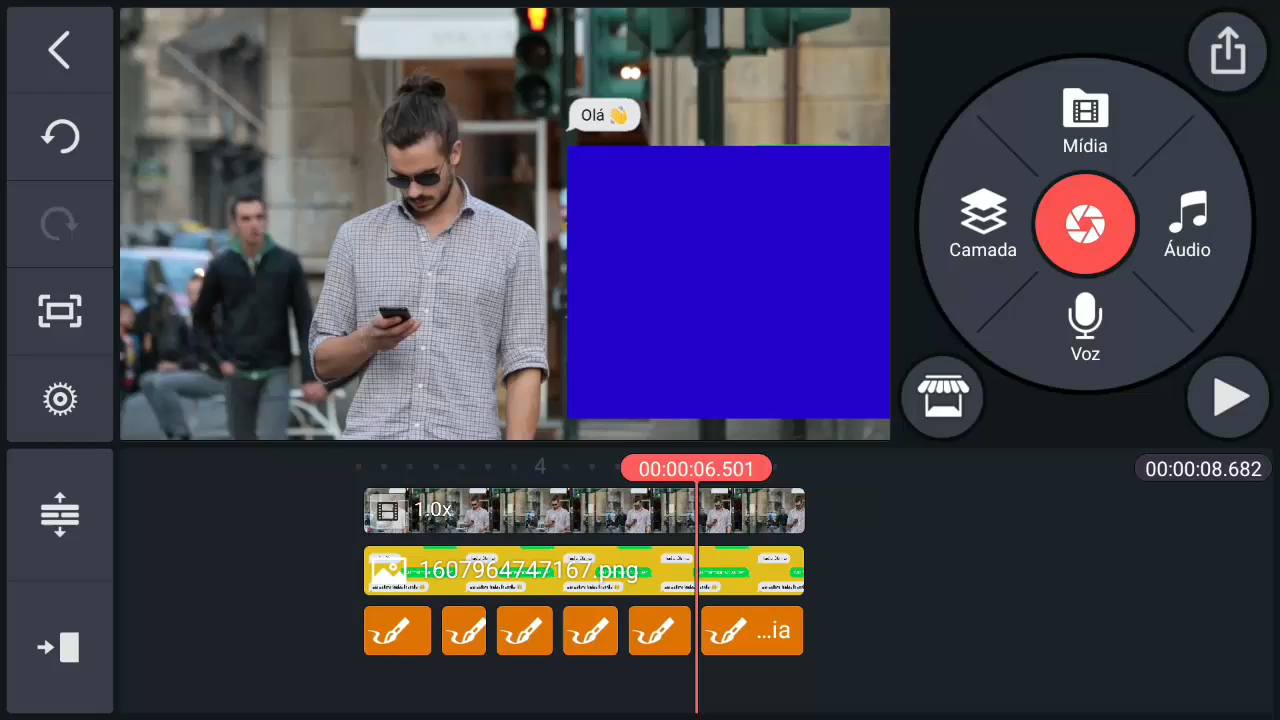 Olá 👋
Mídia
Camada
Áudio
Voz
4
00:00:06.501
00:00:08.682
1.0x
1607964747167.png
...ia